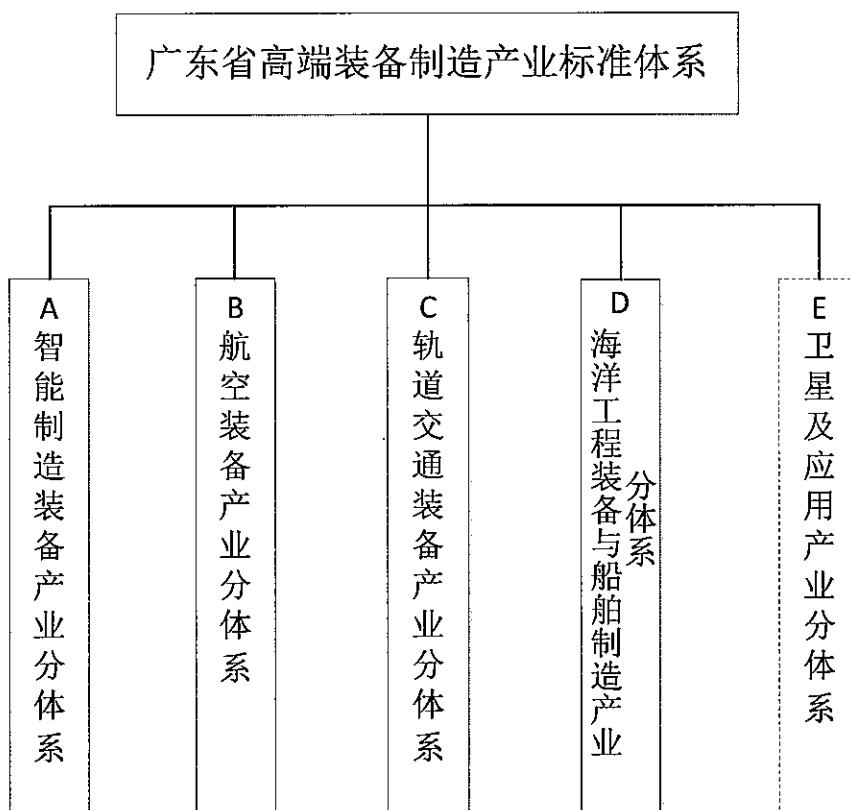 广东省高端装备制造产业标准体系
A
智能制造装备产业分体系
B
航空装备产业分体系
C
轨道交通装备产业分体系
D
海洋工程装备与船舶制造产业
分体系
E
卫星及应用产业分体系